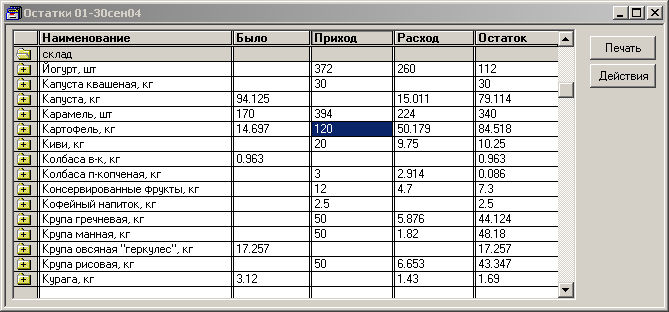 Остатки 01-30сен04
Наименование Было Приход Расход Остаток
склад
Йогурт, шт 372 260 112
Капуста квашеная, кг 30 30
Капуста, кг 94.125 15.011 79.114
Карамель, шт 170 394 224 340
Картофель, кг 14.697 120 50.179 84.518
Киви, кг 20 9.75 10.25
Колбаса в-к, кг 0.963 0.963
Колбаса п-копченая, кг 3 2.914 0.086
Консервированные фрукты, кг 12 4.7 7.3
Кофейный напиток, кг 2.5 2.5
Крупа гречневая, кг 50 5.876 44.124
Крупа манная, кг 50 1.82 48.18
Крупа овсяная "геркулес", кг 17.257 17.257
Крупа рисовая, кг 50 6.653 43.347
Курага, кг 3.12 1.43 1.69
Печать
Действия